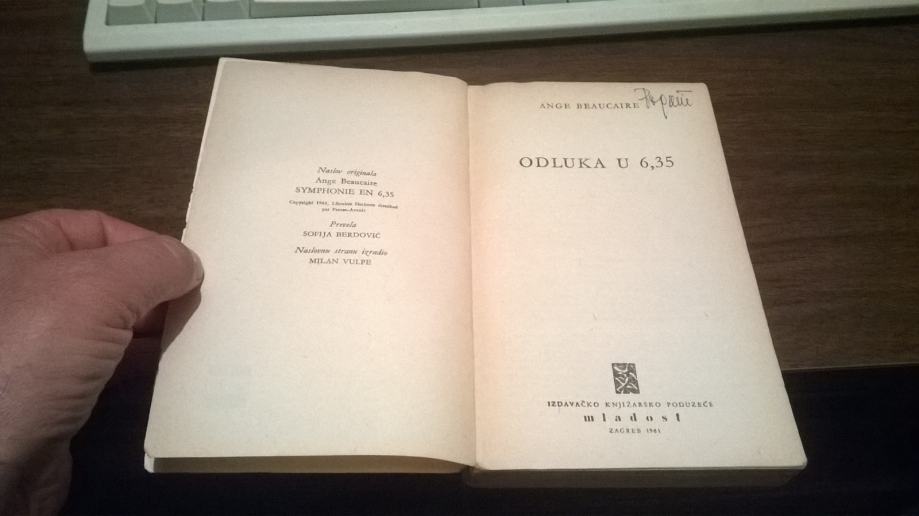 Naslov originala
Ange Beaucaire
SYMPHONIE EN 6,35
Prevela
SOFIJA BERDOVIĆ
Naslovnu stranu izradio
MILAN VULPE
ANGE BEAUCAIRE
ODLUKA U 6,35
IZDAVAČKO KNJIŽARSKO PODUZEĆE
mladost
ZAGREB 1961